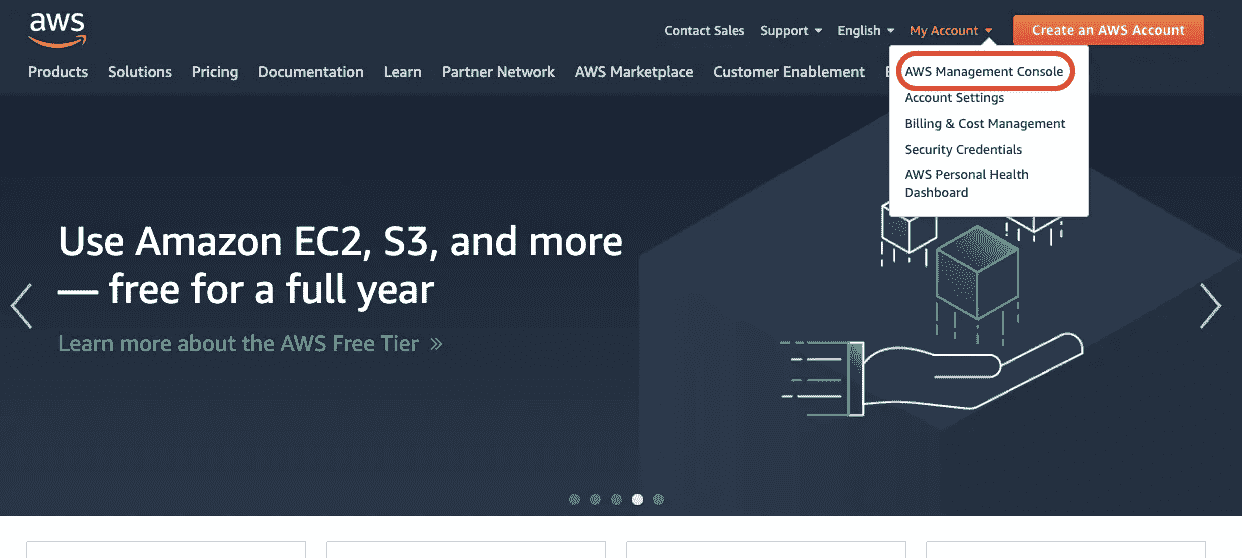 aws
Contact Sales Support English My Account Create an AWS Account
Products Solutions Pricing Documentation Learn Partner Network AWS Marketplace Customer Enablement
AWS Management Console
Account Settings
Billing & Cost Management
Security Credentials
AWS Personal Health
Dashboard
Use Amazon EC2, S3, and more
— free for a full year
Learn more about the AWS Free Tier »